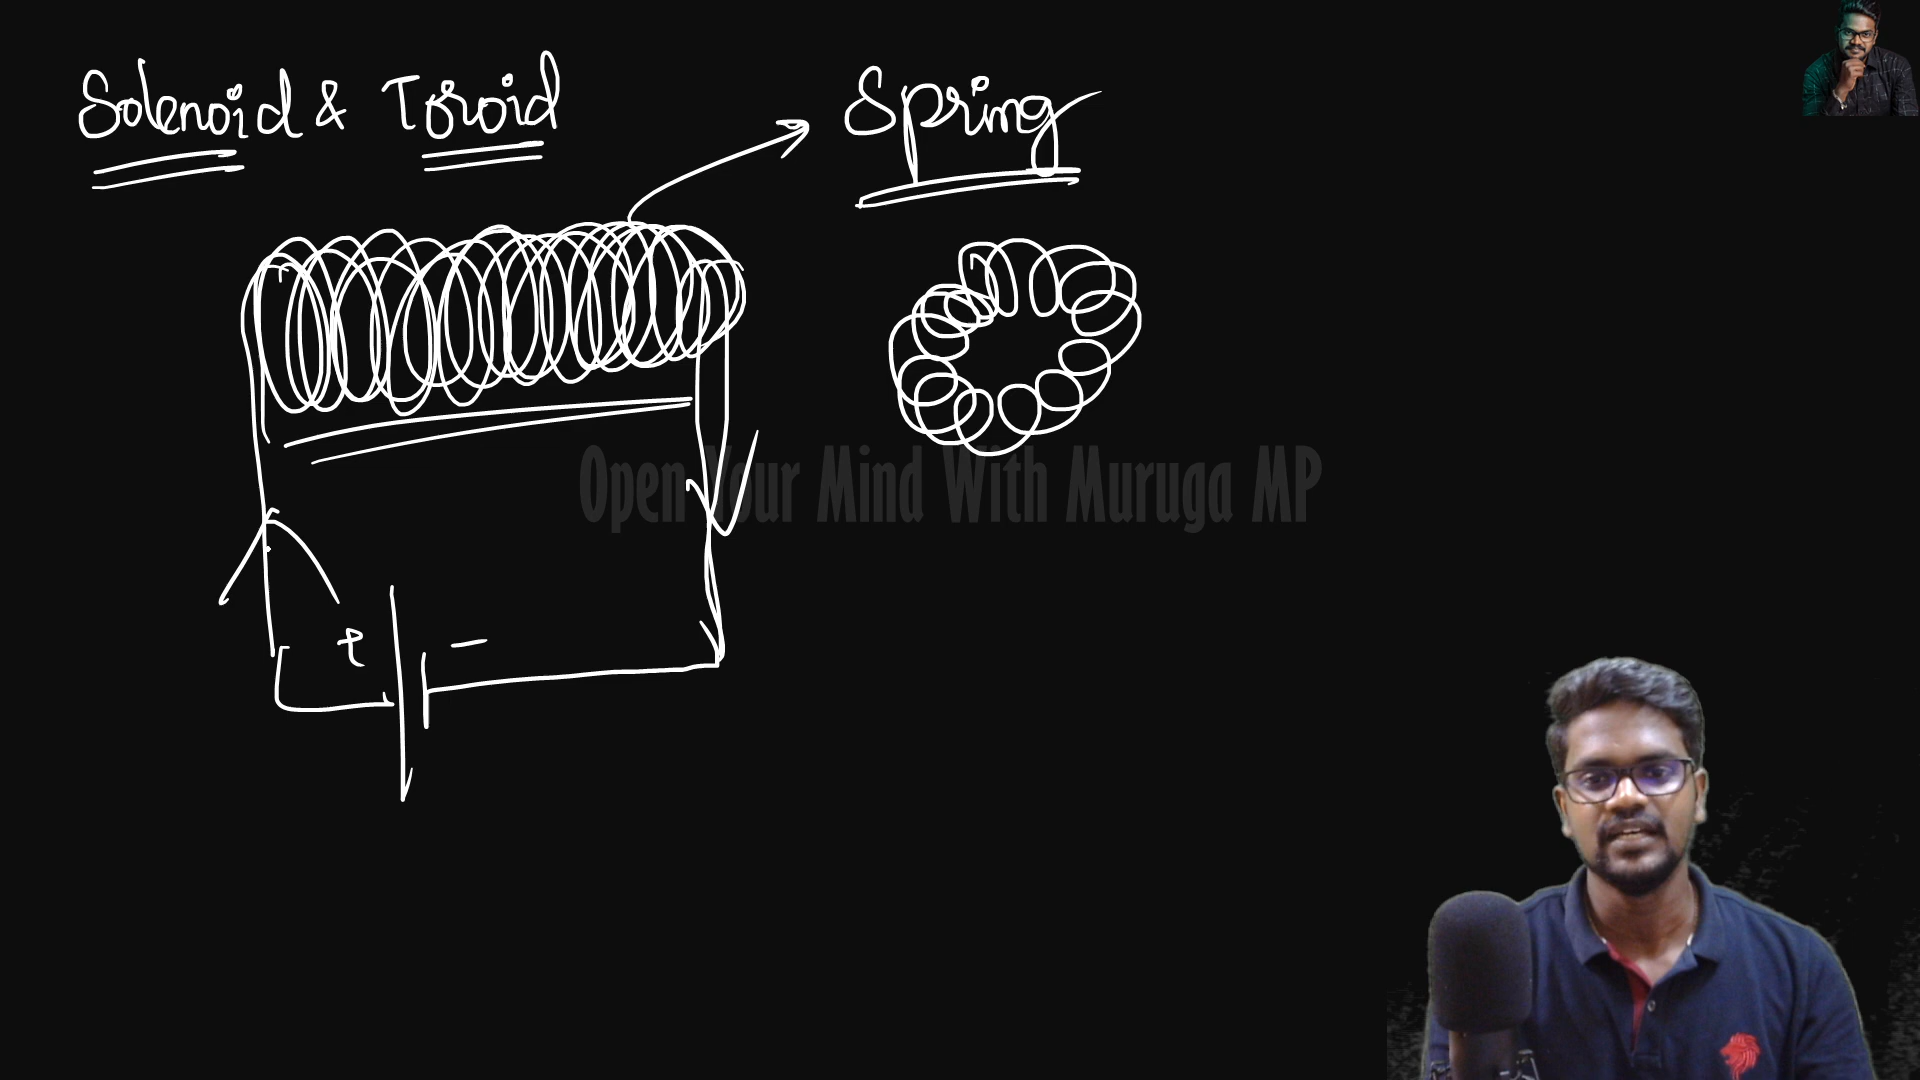 Solenoid & Toroid
Spring
Open Your Mind With Muruga MP
+
−